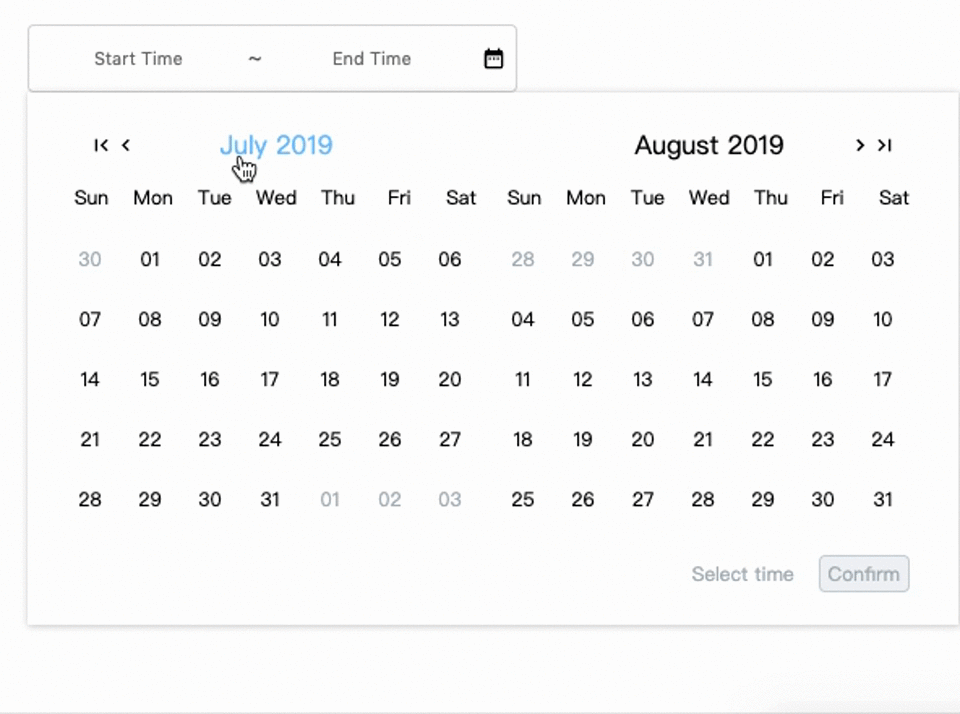 Start Time ~ End Time
July 2019 August 2019
Sun Mon Tue Wed Thu Fri Sat Sun Mon Tue Wed Thu Fri Sat
30 01 02 03 04 05 06 28 29 30 31 01 02 03
07 08 09 10 11 12 13 04 05 06 07 08 09 10
14 15 16 17 18 19 20 11 12 13 14 15 16 17
21 22 23 24 25 26 27 18 19 20 21 22 23 24
28 29 30 31 01 02 03 25 26 27 28 29 30 31
Select time Confirm